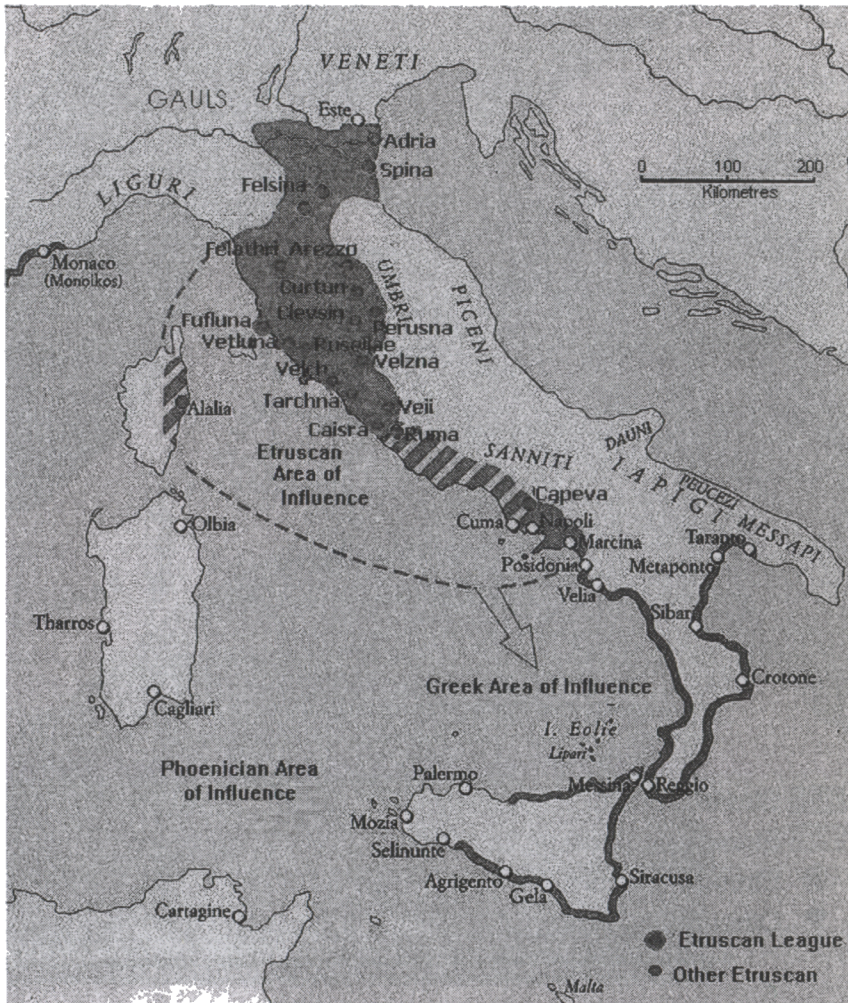 VENETI
GAULS
Este
Adria
Spina
0 100 200
Kilometres
Felsina
LIGURI
Monaco
(Monoikos)
Felathri Arezzo
UMBRI
PICENI
Curtun
Clevsin
Fufluna
Perusna
Vetluna
Rusellae
Velzna
Velch
Tarchna
Veii
Alalia
Caisra
Ruma
Etruscan
Area of
Influence
SANNITI
DAUNI
PEUCEZI
IAPIGI
MESSAPI
Capeva
Cuma
Napoli
Olbia
Marcina
Taranto
Posidonia
Metaponto
Velia
Sibari
Tharros
Crotone
Greek Area of Influence
Cagliari
I. Eolie
Lipari
Phoenician Area
of Influence
Palermo
Messina
Reggio
Mozia
Selinunte
Agrigento
Gela
Siracusa
Cartagine
Etruscan League
Other Etruscan
Malta